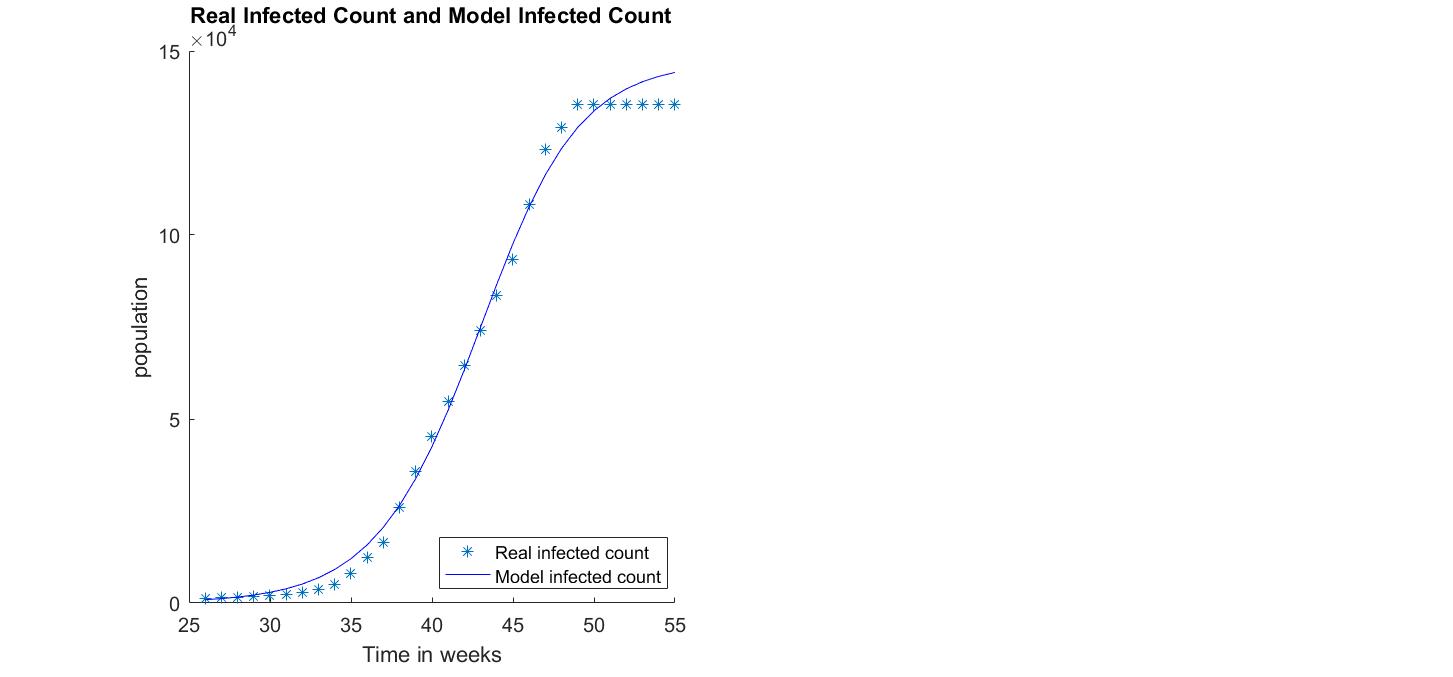 Real Infected Count and Model Infected Count
×10^4
15
10
5
0
population
25 30 35 40 45 50 55
Time in weeks
Real infected count
Model infected count